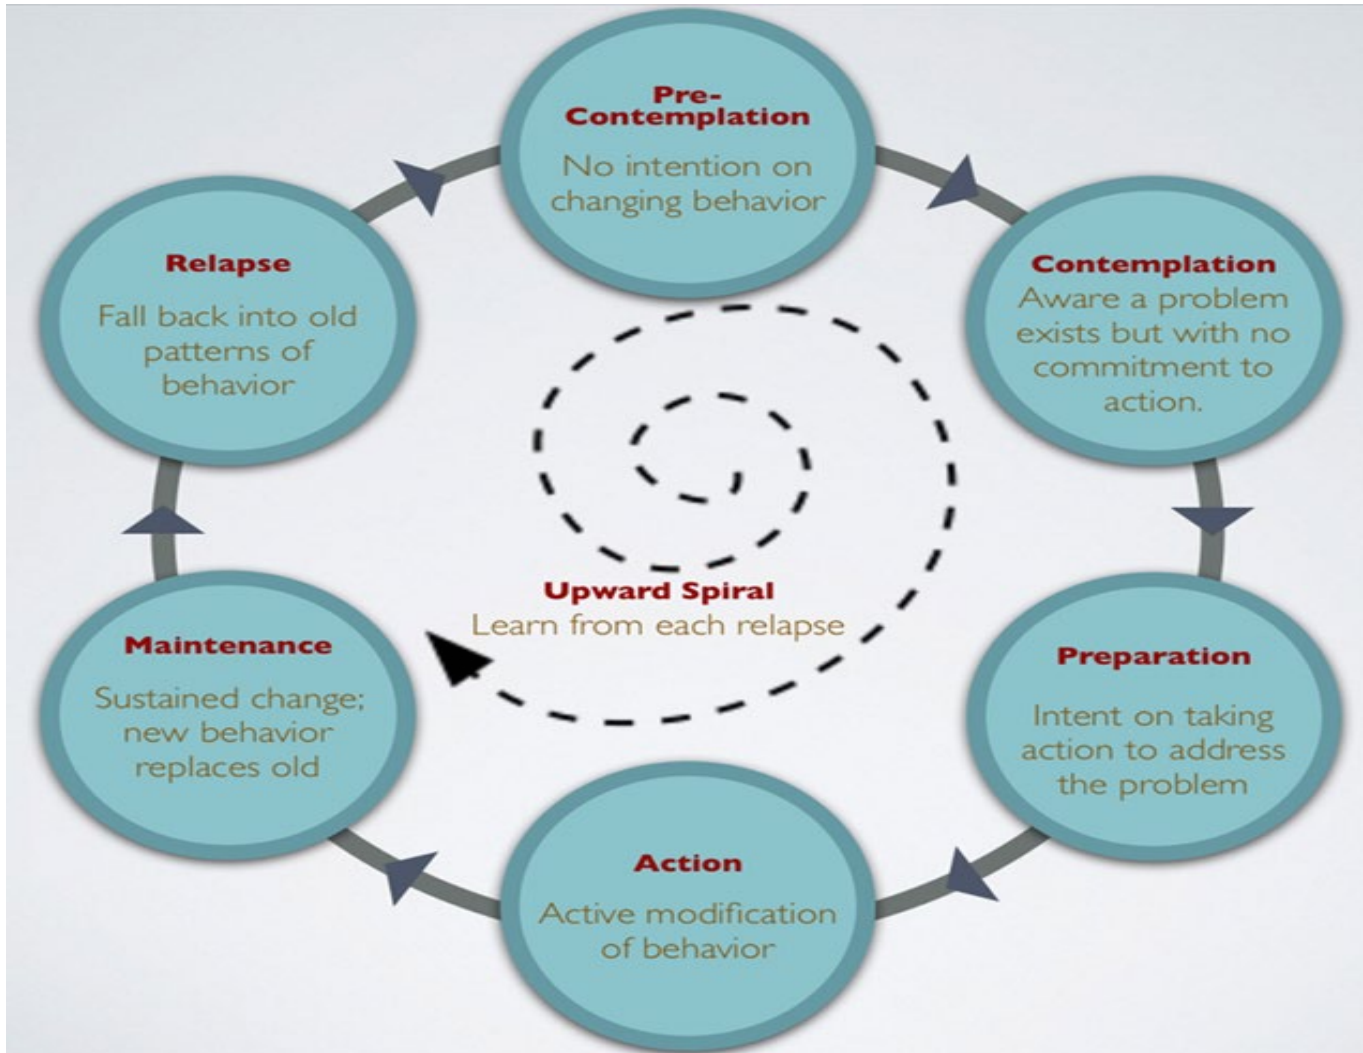 Pre-
Contemplation
No intention on
changing behavior
Contemplation
Aware a problem
exists but with no
commitment to
action.
Preparation
Intent on taking
action to address
the problem
Action
Active modification
of behavior
Maintenance
Sustained change;
new behavior
replaces old
Relapse
Fall back into old
patterns of
behavior
Upward Spiral
Learn from each relapse